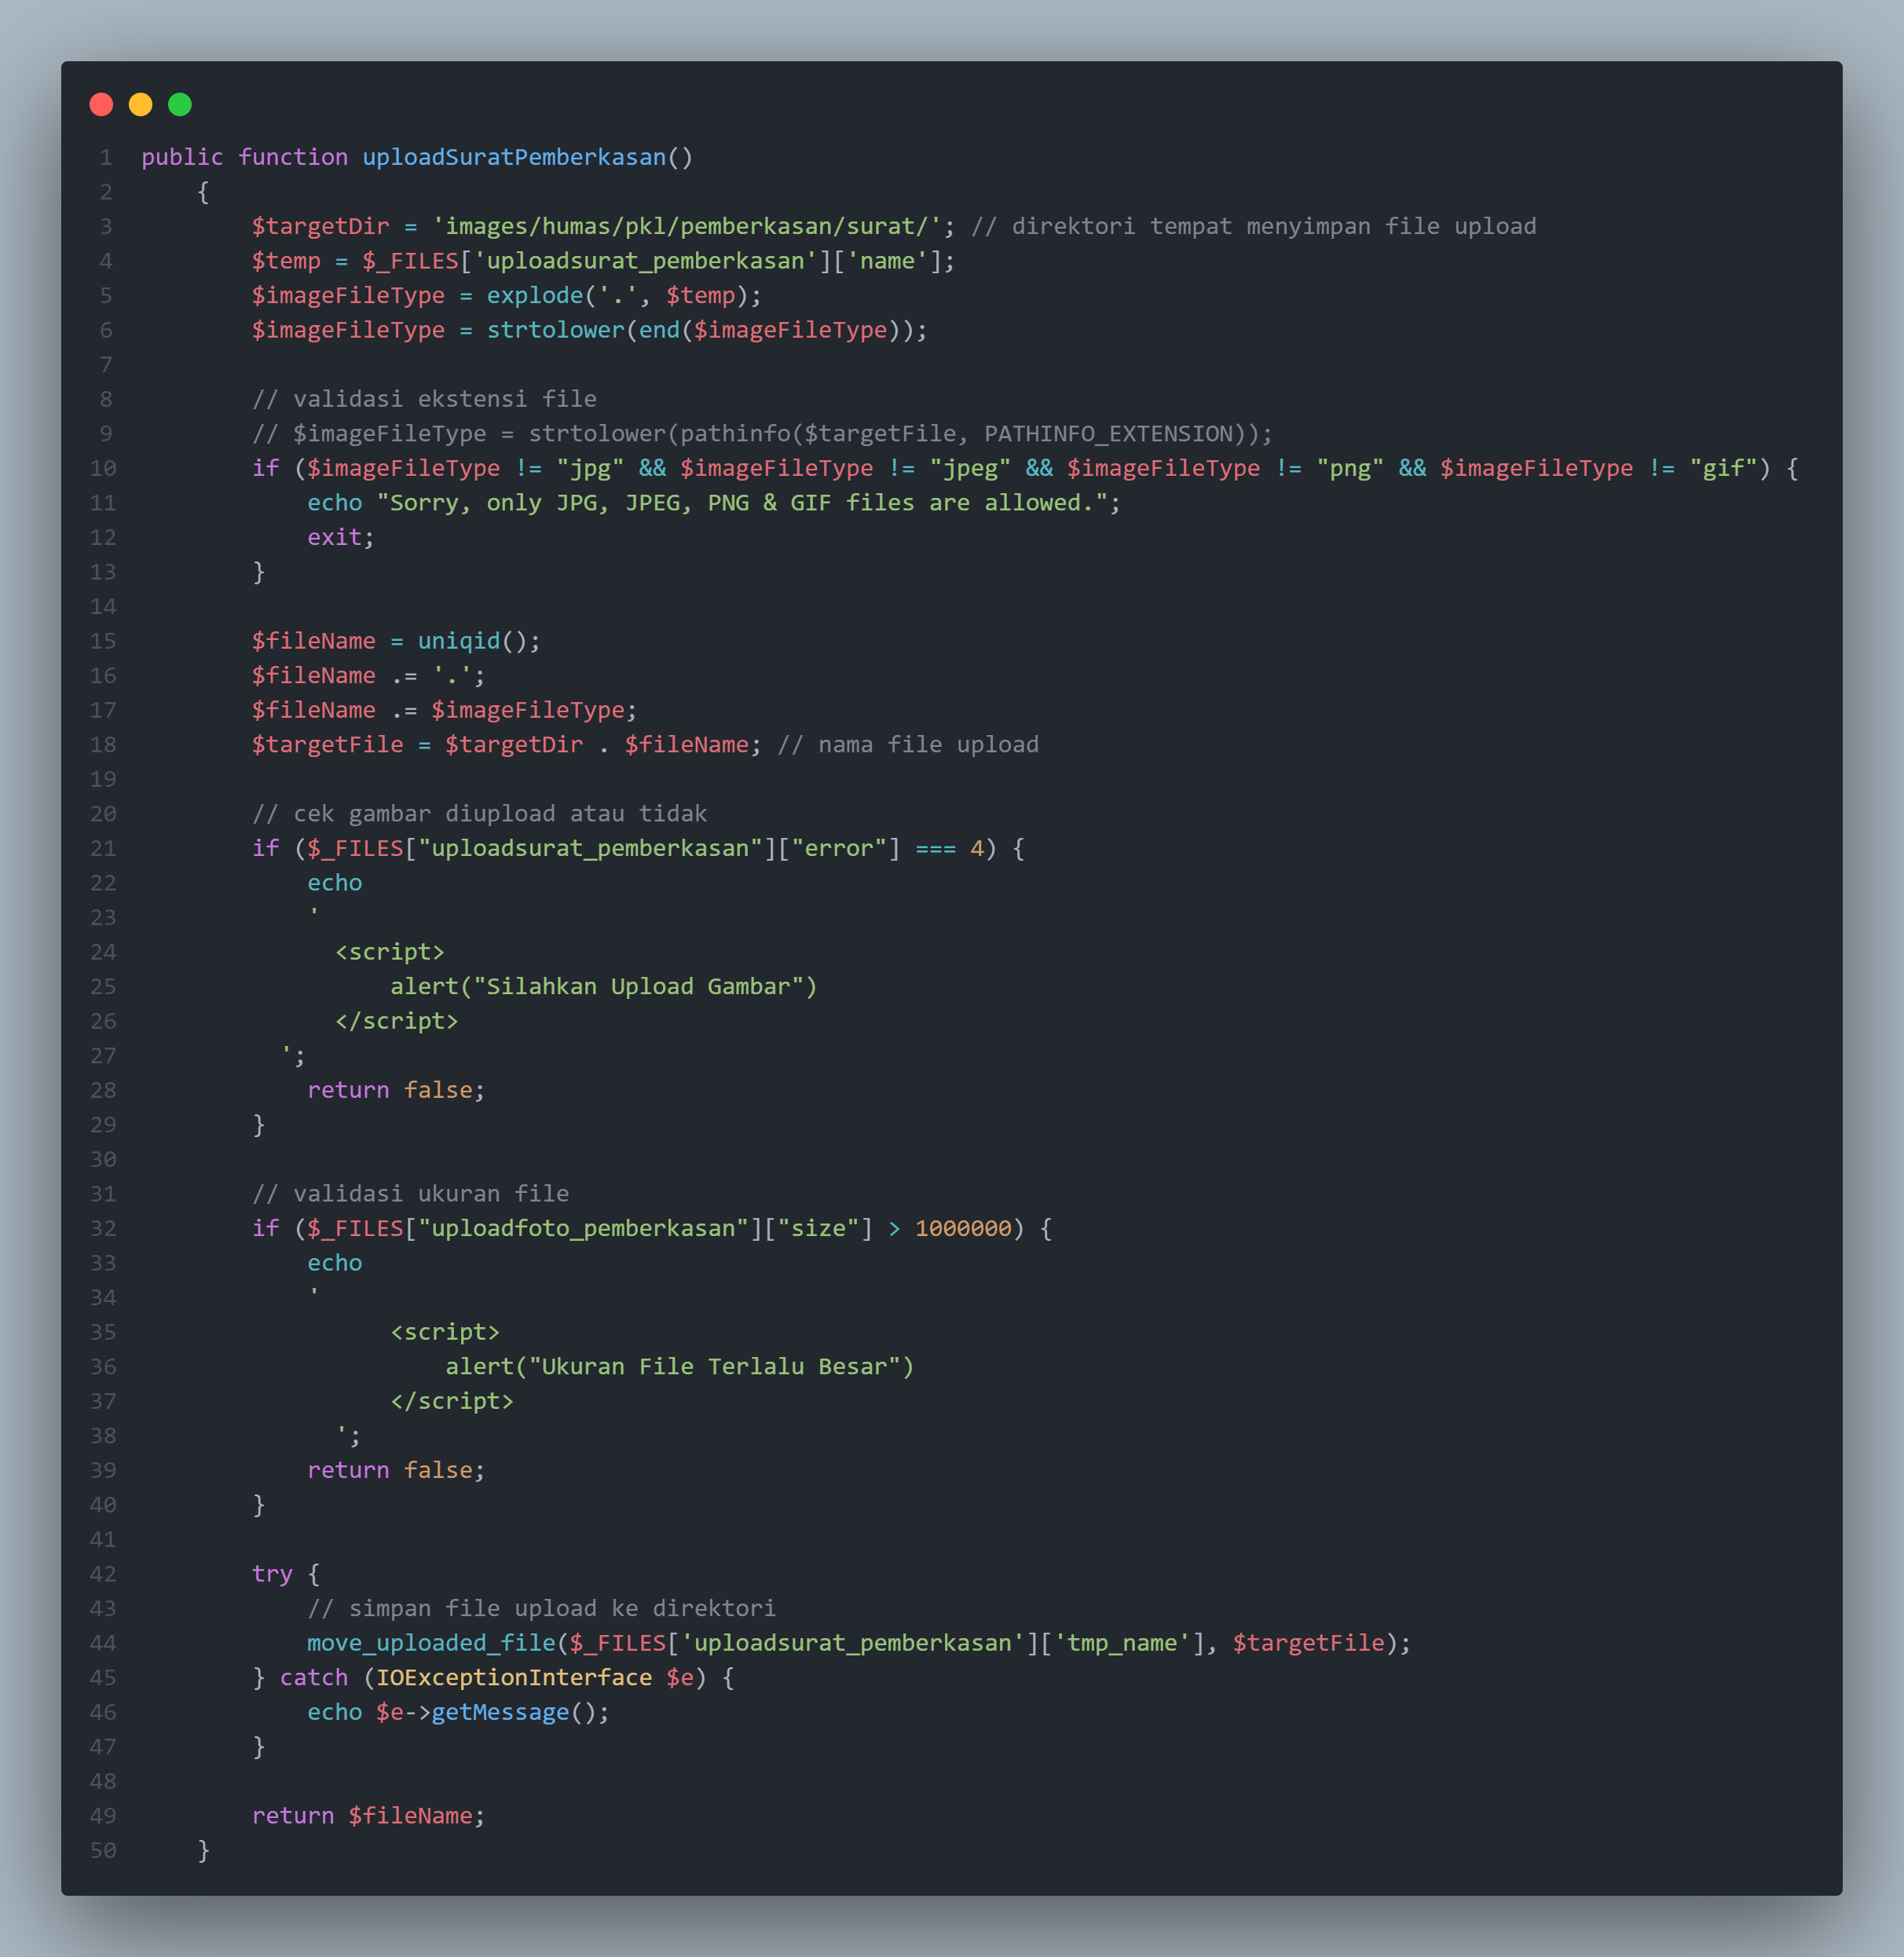 1 public function uploadSuratPemberkasan()
2     {
3         $targetDir = 'images/humas/pkl/pemberkasan/surat/'; // direktori tempat menyimpan file upload
4         $temp = $_FILES['uploadsurat_pemberkasan']['name'];
5         $imageFileType = explode('.', $temp);
6         $imageFileType = strtolower(end($imageFileType));
7
8         // validasi ekstensi file
9         // $imageFileType = strtolower(pathinfo($targetFile, PATHINFO_EXTENSION));
10         if ($imageFileType != "jpg" && $imageFileType != "jpeg" && $imageFileType != "png" && $imageFileType != "gif") {
11             echo "Sorry, only JPG, JPEG, PNG & GIF files are allowed.";
12             exit;
13         }
14
15         $fileName = uniqid();
16         $fileName .= '.';
17         $fileName .= $imageFileType;
18         $targetFile = $targetDir . $fileName; // nama file upload
19
20         // cek gambar diupload atau tidak
21         if ($_FILES["uploadsurat_pemberkasan"]["error"] === 4) {
22             echo
23             '
24               <script>
25                   alert("Silahkan Upload Gambar")
26               </script>
27           ';
28             return false;
29         }
30
31         // validasi ukuran file
32         if ($_FILES["uploadfoto_pemberkasan"]["size"] > 1000000) {
33             echo
34             '
35                   <script>
36                       alert("Ukuran File Terlalu Besar")
37                   </script>
38               ';
39             return false;
40         }
41
42         try {
43             // simpan file upload ke direktori
44             move_uploaded_file($_FILES['uploadsurat_pemberkasan']['tmp_name'], $targetFile);
45         } catch (IOExceptionInterface $e) {
46             echo $e->getMessage();
47         }
48
49         return $fileName;
50     }